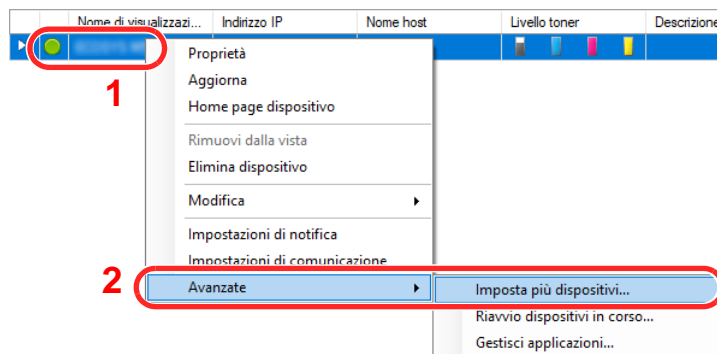 Nome di visualizzazi... Indirizzo IP Nome host Livello toner Descrizione
1
Proprietà
Aggiorna
Home page dispositivo
Rimuovi dalla vista
Elimina dispositivo
Modifica
Impostazioni di notifica
Impostazioni di comunicazione
2 Avanzate Imposta più dispositivi...
Riavvio dispositivi in corso...
Gestisci applicazioni...